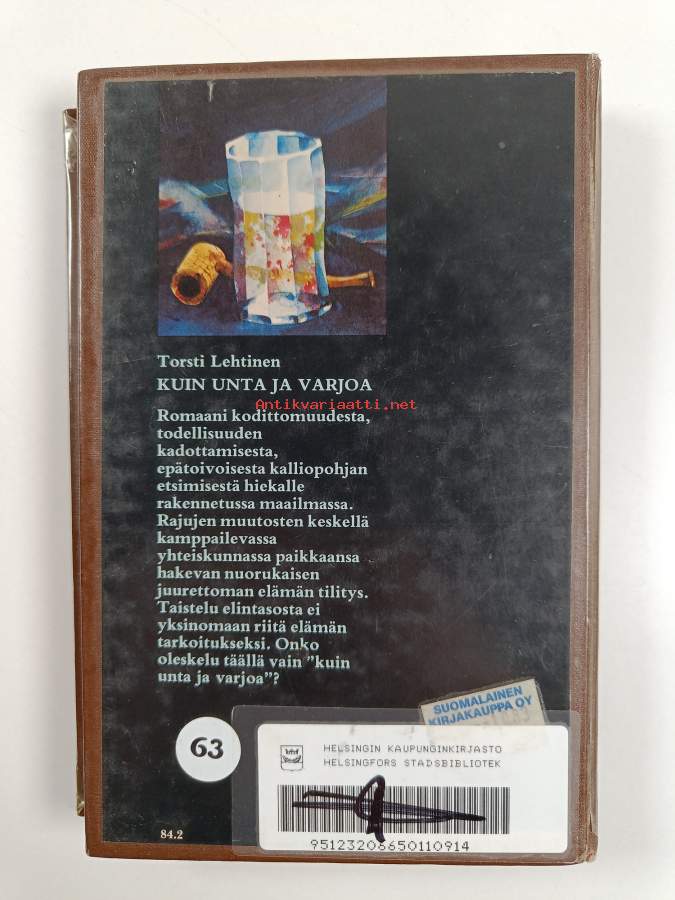 Torsti Lehtinen
KUIN UNTA JA VARJOA
Antikvariaatti.net
Romaani kodittomuudesta,
todellisuuden
kadottamisesta,
epätoivoisesta kalliopohjan
etsimisestä hiekalle
rakennetussa maailmassa.
Rajujen muutosten keskellä
kamppailevassa
yhteiskunnassa paikkaansa
hakevan nuorukaisen
juurettoman elämän tilitys.
Taistelu elintasosta ei
yksinomaan riitä elämän
tarkoitukseksi. Onko
oleskelu täällä vain ”kuin
unta ja varjoa”?
SUOMALAINEN
KIRJAKAUPPA OY
63
HELSINGIN KAUPUNGINKIRJASTO
HELSINGFORS STADSBIBLIOTEK
95123208650110914
84.2